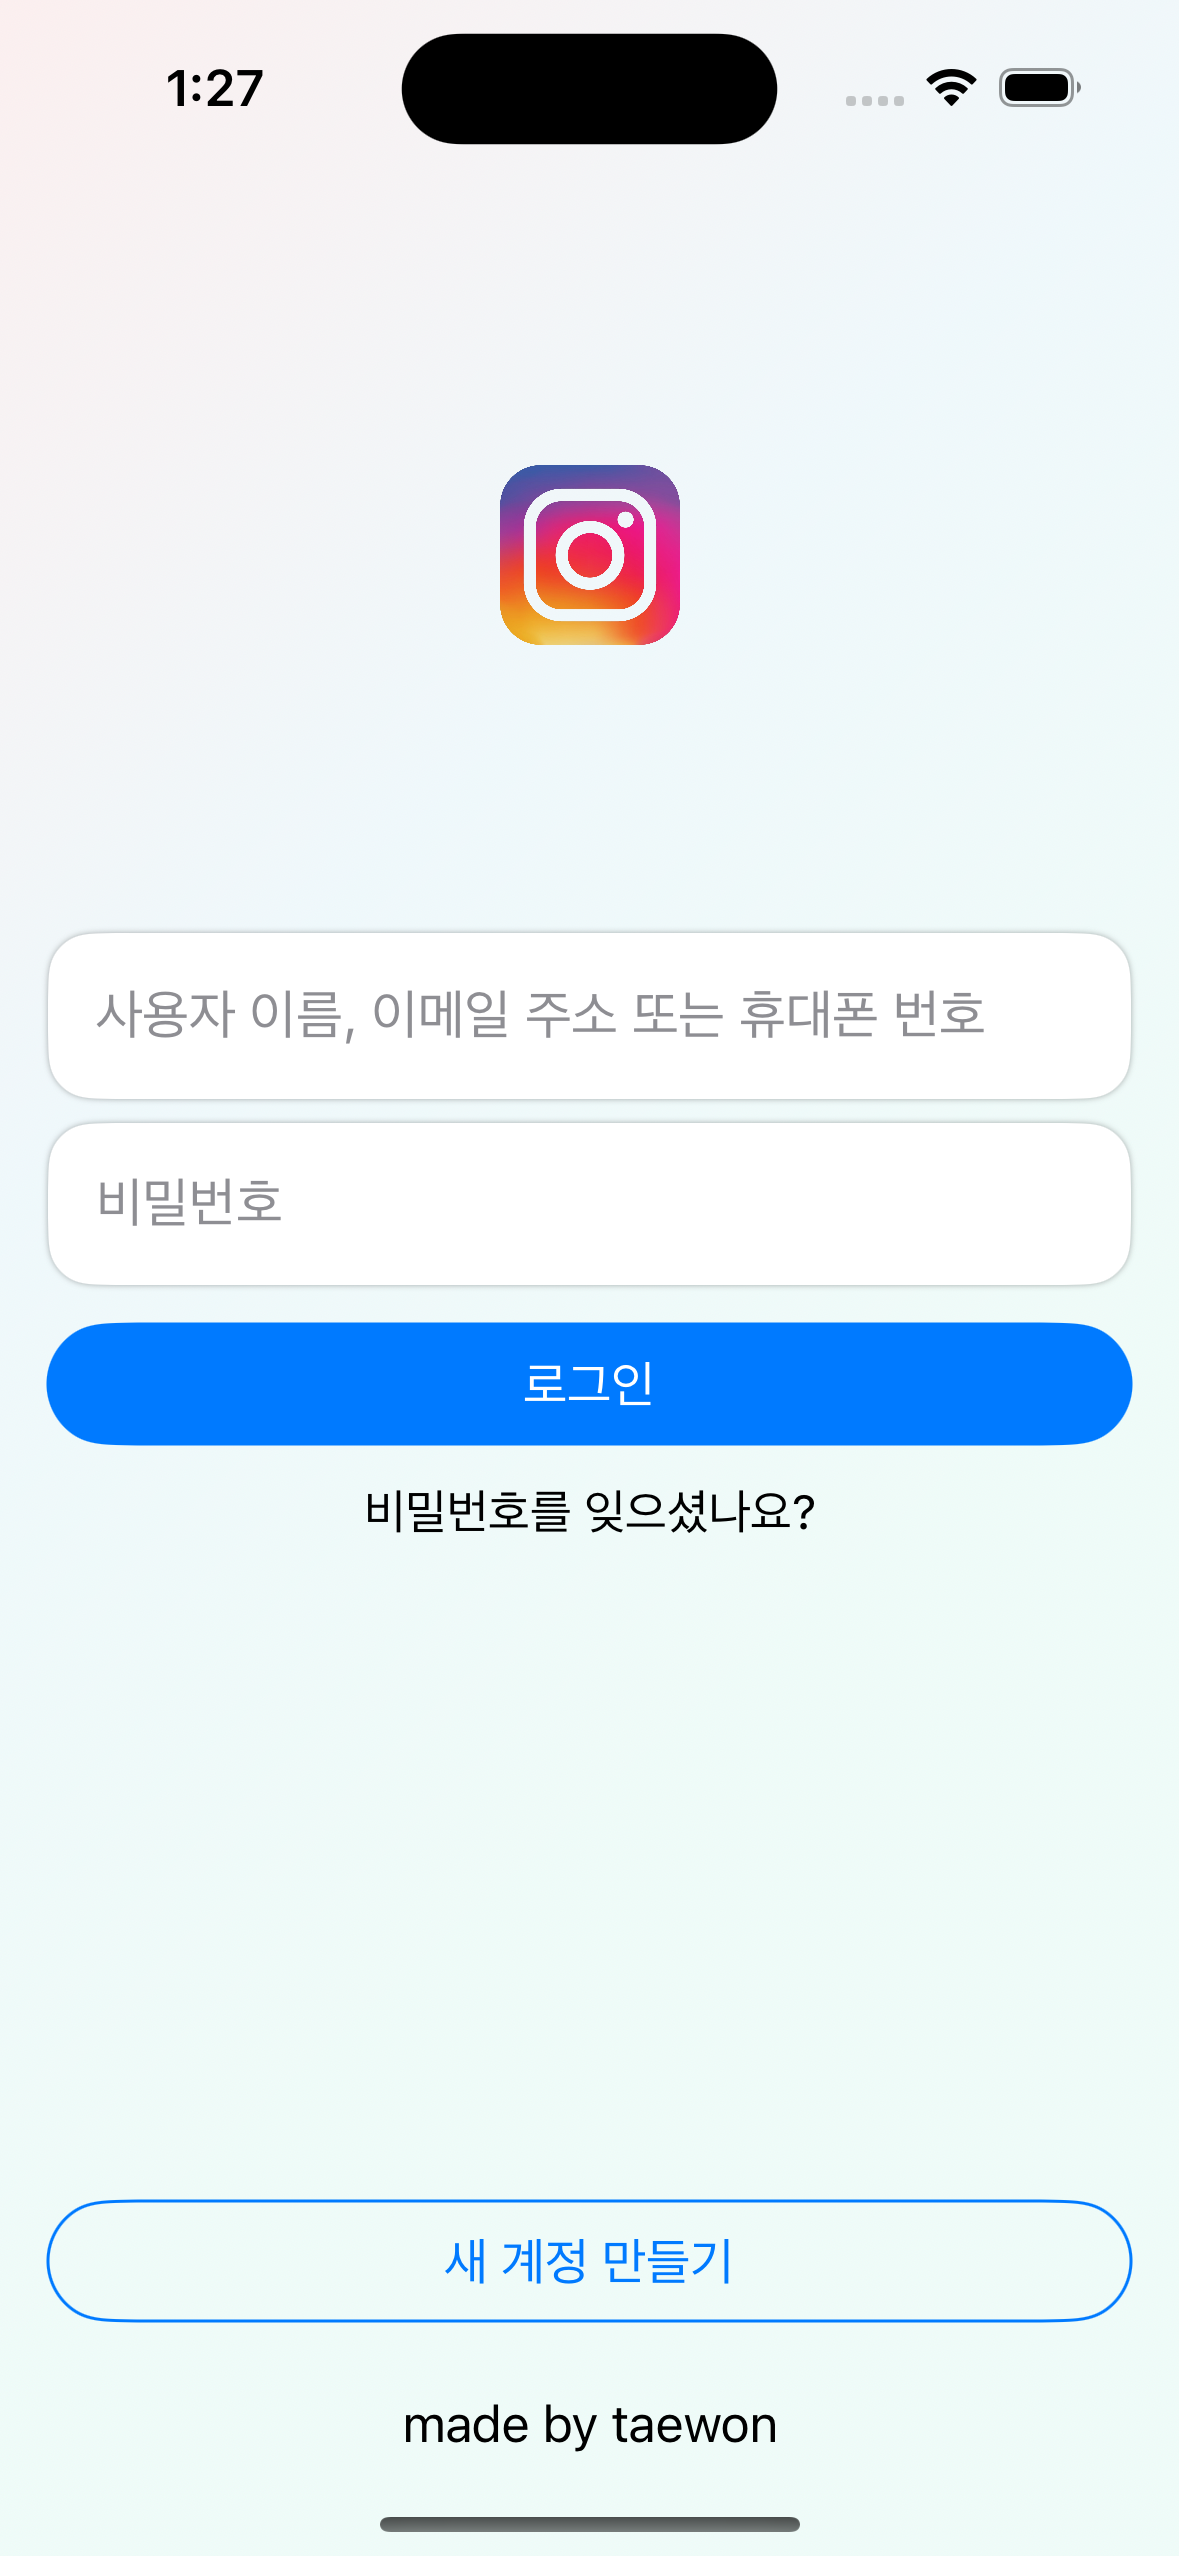 1:27
사용자 이름, 이메일 주소 또는 휴대폰 번호
비밀번호
로그인
비밀번호를 잊으셨나요?
새 계정 만들기
made by taewon